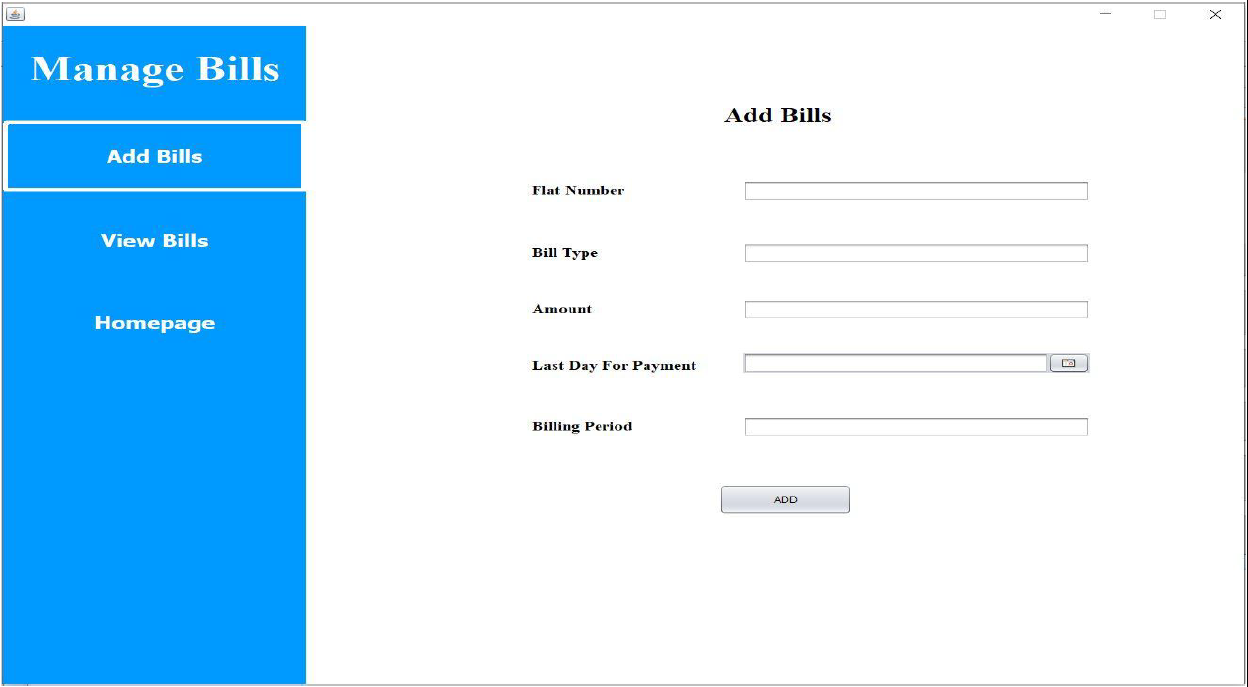 Manage Bills
Add Bills
View Bills
Homepage
Add Bills
Flat Number
Bill Type
Amount
Last Day For Payment
Billing Period
ADD